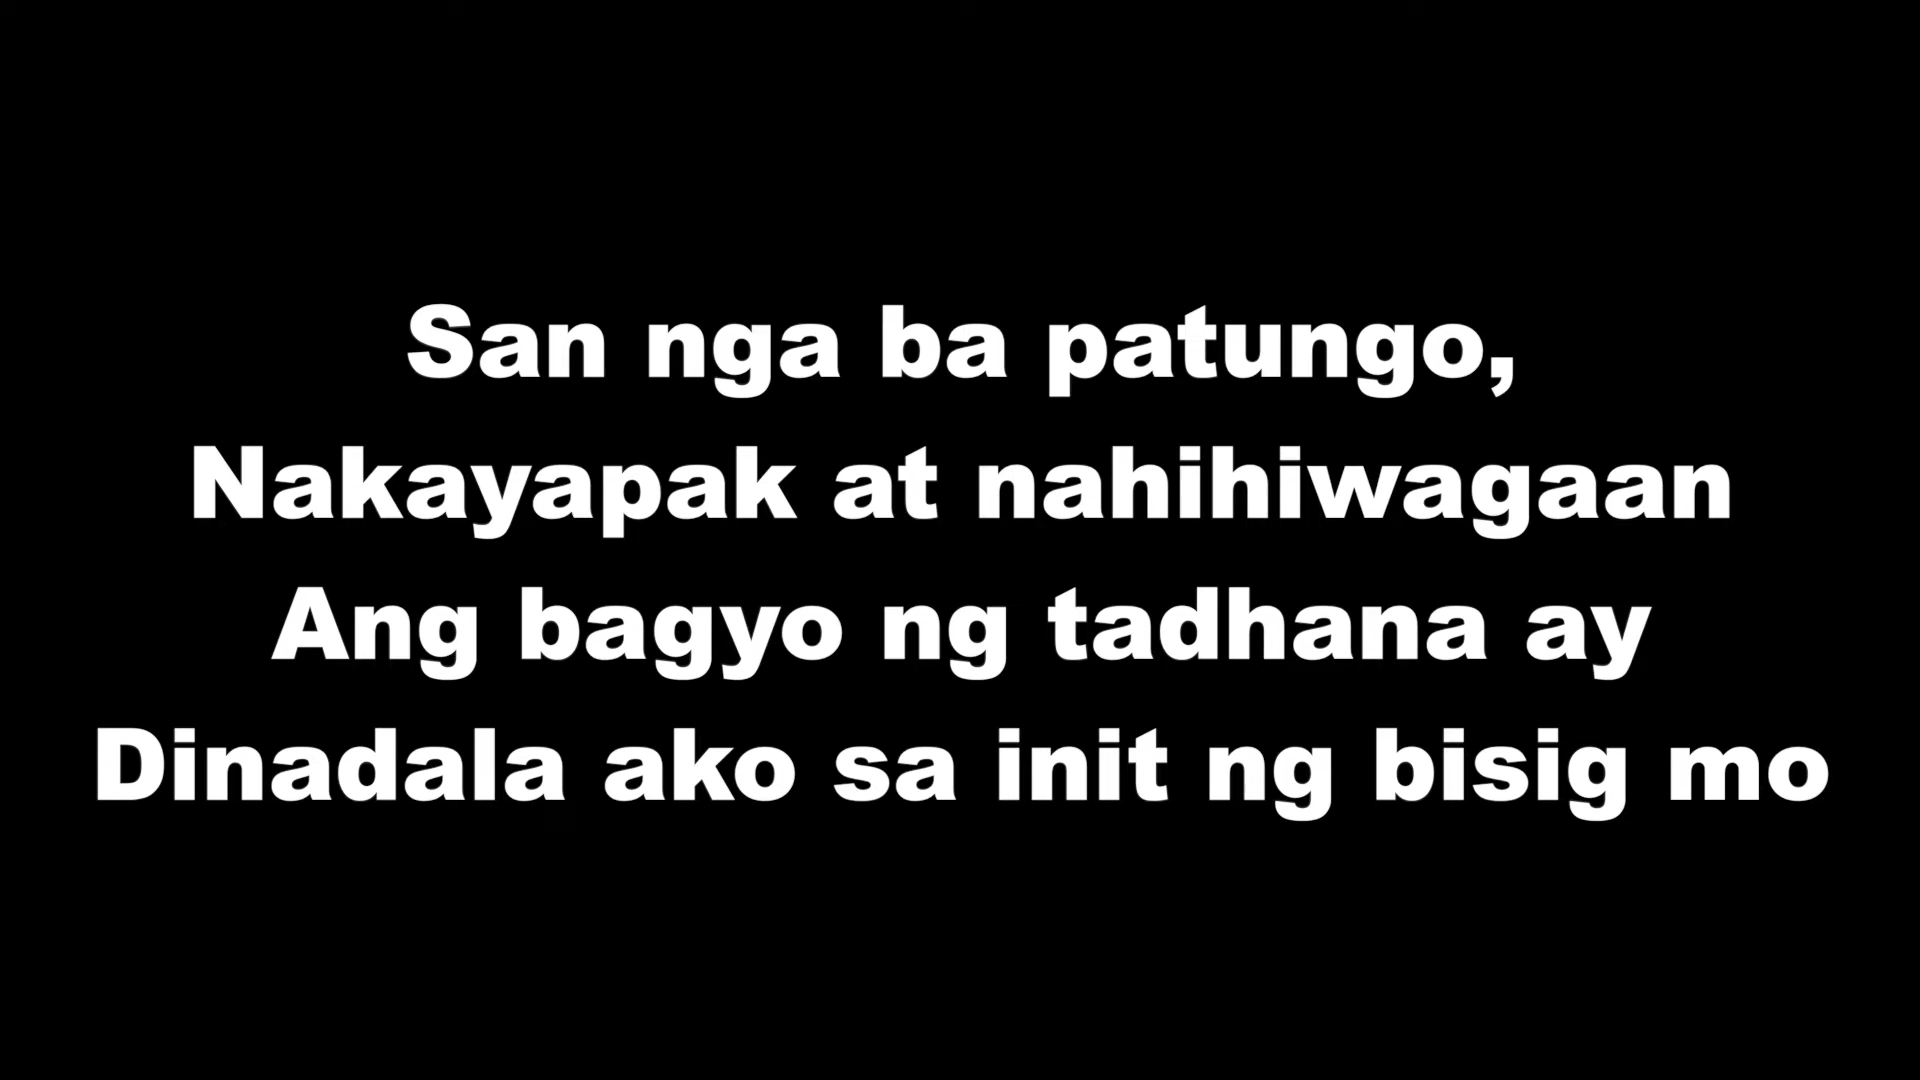 San nga ba patungo,
Nakayapak at nahihiwagaan
Ang bagyo ng tadhana ay
Dinadala ako sa init ng bisig mo